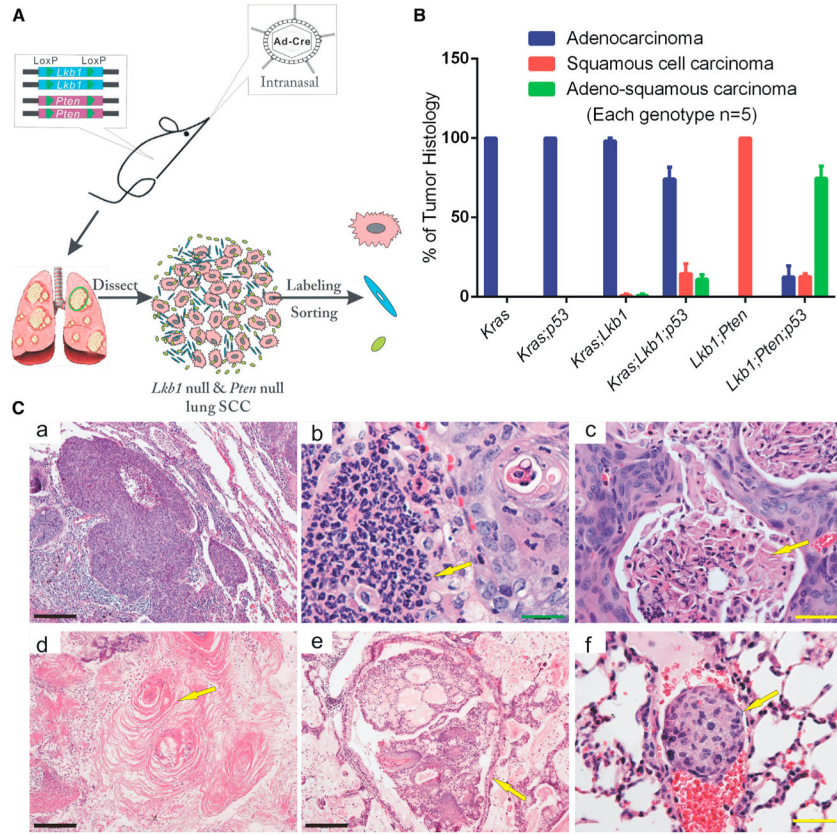 A
LoxP LoxP
Lkb1
Lkb1
Pten
Pten
Ad-Cre
Intranasal
Dissect
Labeling
Sorting
Lkb1 null & Pten null
lung SCC
B
Adenocarcinoma
Squamous cell carcinoma
Adeno-squamous carcinoma
(Each genotype n=5)
% of Tumor Histology
150
100
50
0
Kras
Kras;p53
Kras;Lkb1
Kras;Lkb1;p53
Lkb1;Pten
Lkb1;Pten;p53
C
a
b
c
d
e
f